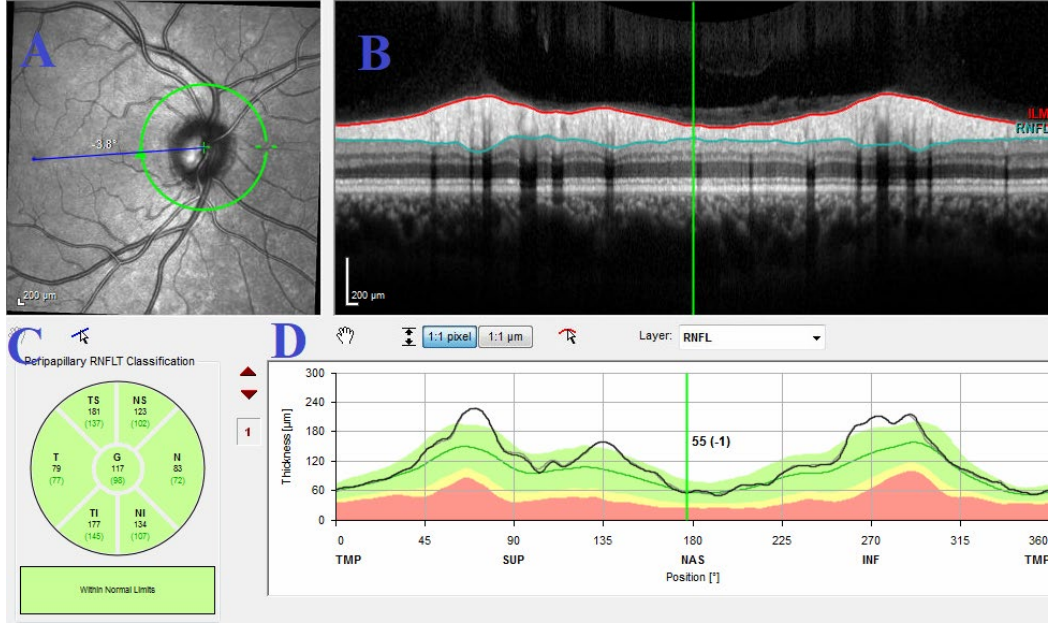 A
-3.8°
200 µm
B
ILM
RNFL
200 µm
C
Peripapillary RNFLT Classification
TS
181
(137)
NS
123
(102)
T
79
(77)
G
117
(98)
N
83
(72)
TI
177
(145)
NI
134
(107)
Within Normal Limits
1
D
1:1 pixel
1:1 µm
Layer:
RNFL
Thickness [µm]
300
240
180
120
60
0
55 (-1)
0 45 90 135 180 225 270 315 360
TMP SUP NAS INF TMP
Position [°]